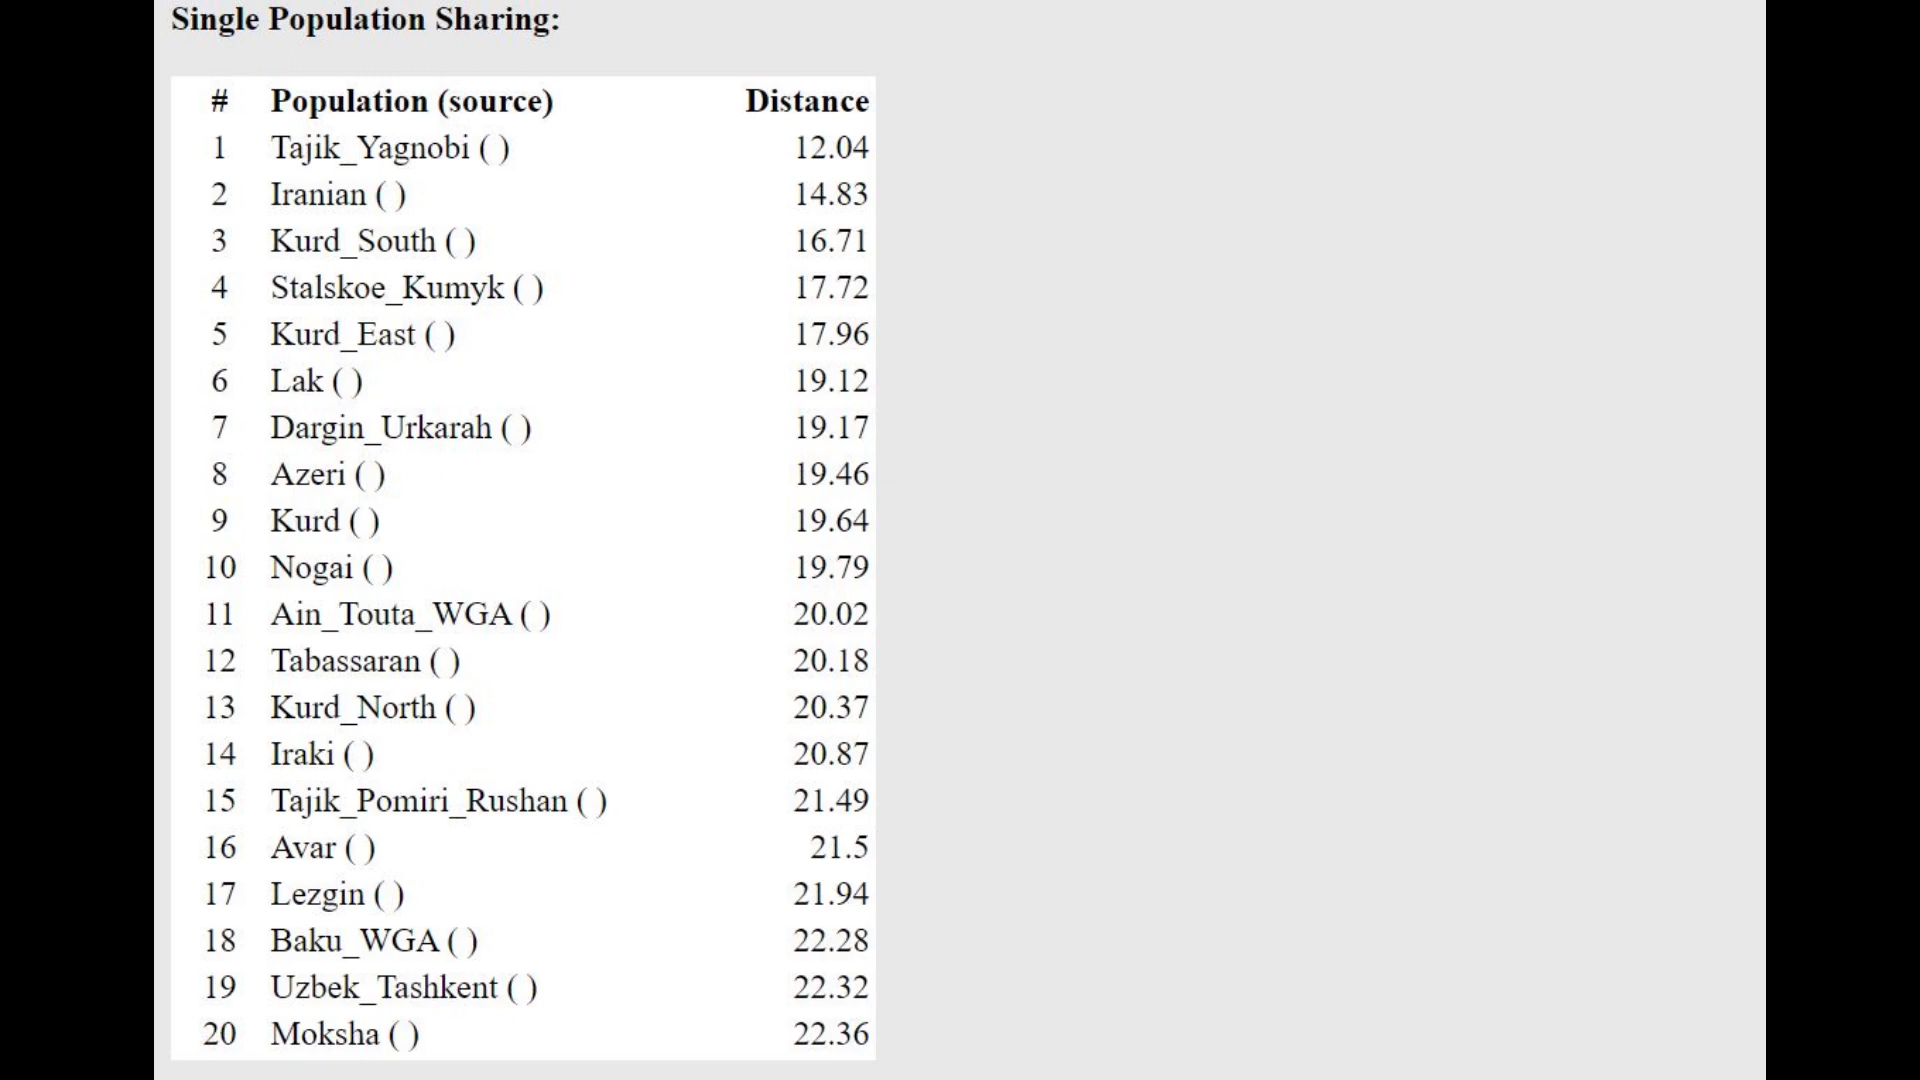 Single Population Sharing:
# Population (source) Distance
1 Tajik_Yagnobi ( ) 12.04
2 Iranian ( ) 14.83
3 Kurd_South ( ) 16.71
4 Stalskoe_Kumyk ( ) 17.72
5 Kurd_East ( ) 17.96
6 Lak ( ) 19.12
7 Dargin_Urkarah ( ) 19.17
8 Azeri ( ) 19.46
9 Kurd ( ) 19.64
10 Nogai ( ) 19.79
11 Ain_Touta_WGA ( ) 20.02
12 Tabassaran ( ) 20.18
13 Kurd_North ( ) 20.37
14 Iraki ( ) 20.87
15 Tajik_Pomiri_Rushan ( ) 21.49
16 Avar ( ) 21.5
17 Lezgin ( ) 21.94
18 Baku_WGA ( ) 22.28
19 Uzbek_Tashkent ( ) 22.32
20 Moksha ( ) 22.36